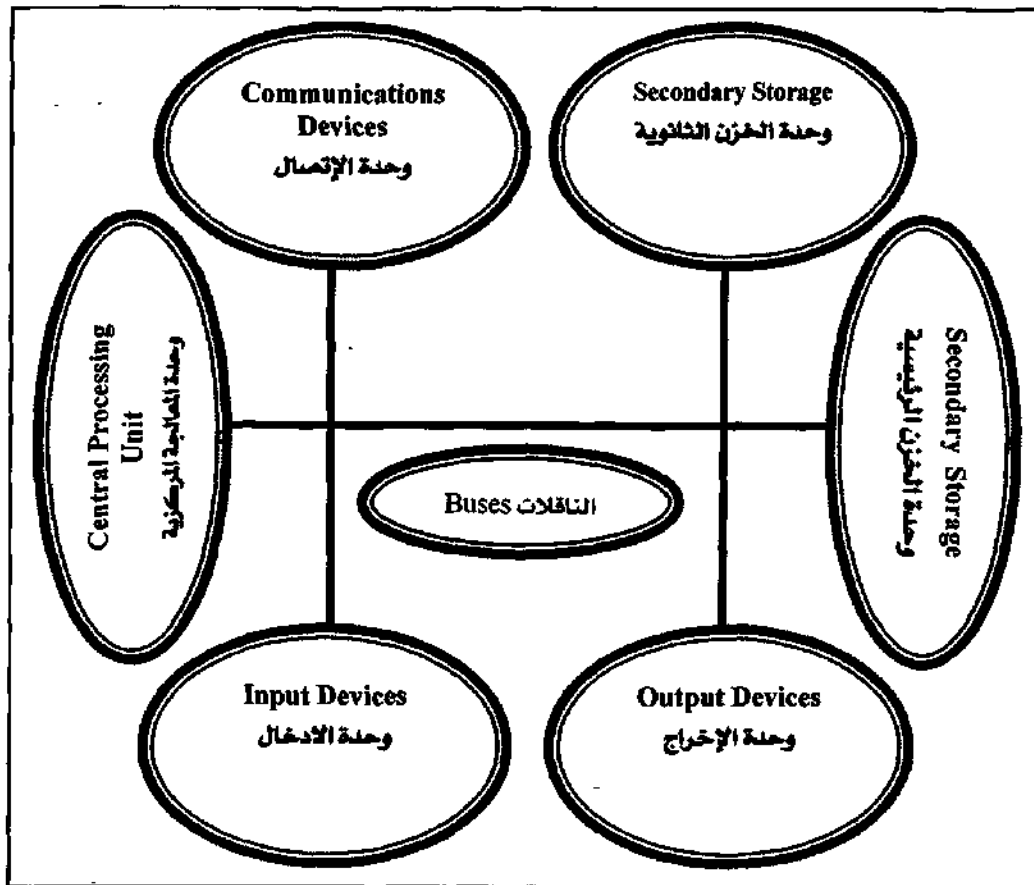 Communications
Devices
وحدة الإتصال
Secondary Storage
وحدة الخزن الثانوية
Central Processing
Unit
وحدة المعالجة المركزية
Secondary Storage
وحدة الخزن الرئيسية
Buses الناقلات
Input Devices
وحدة الادخال
Output Devices
وحدة الإخراج